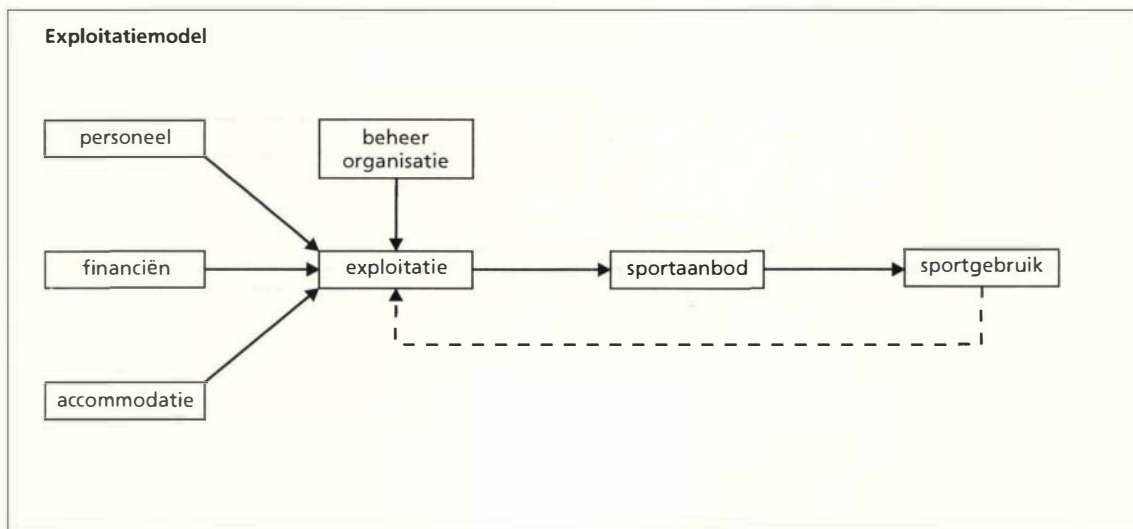 Exploitatiemodel
personeel
beheer
organisatie
financiën
exploitatie
sportaanbod
sportgebruik
accommodatie